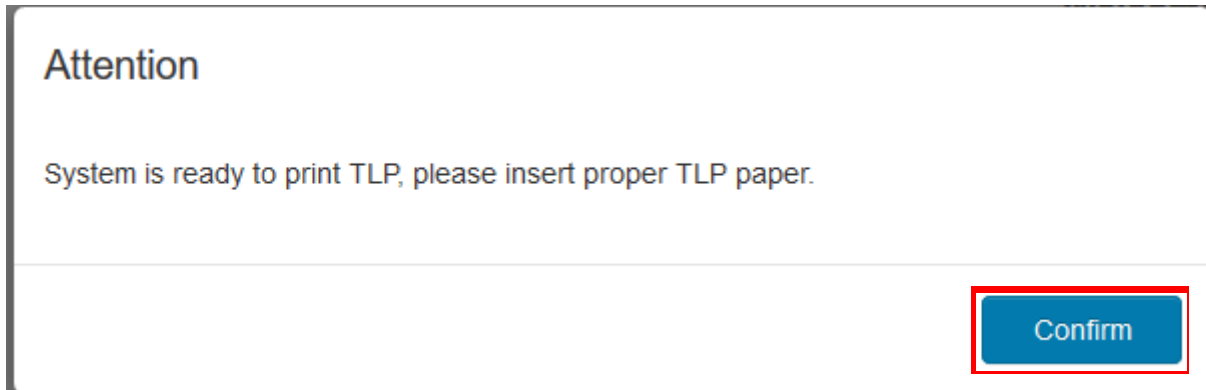 Attention
System is ready to print TLP, please insert proper TLP paper.
Confirm